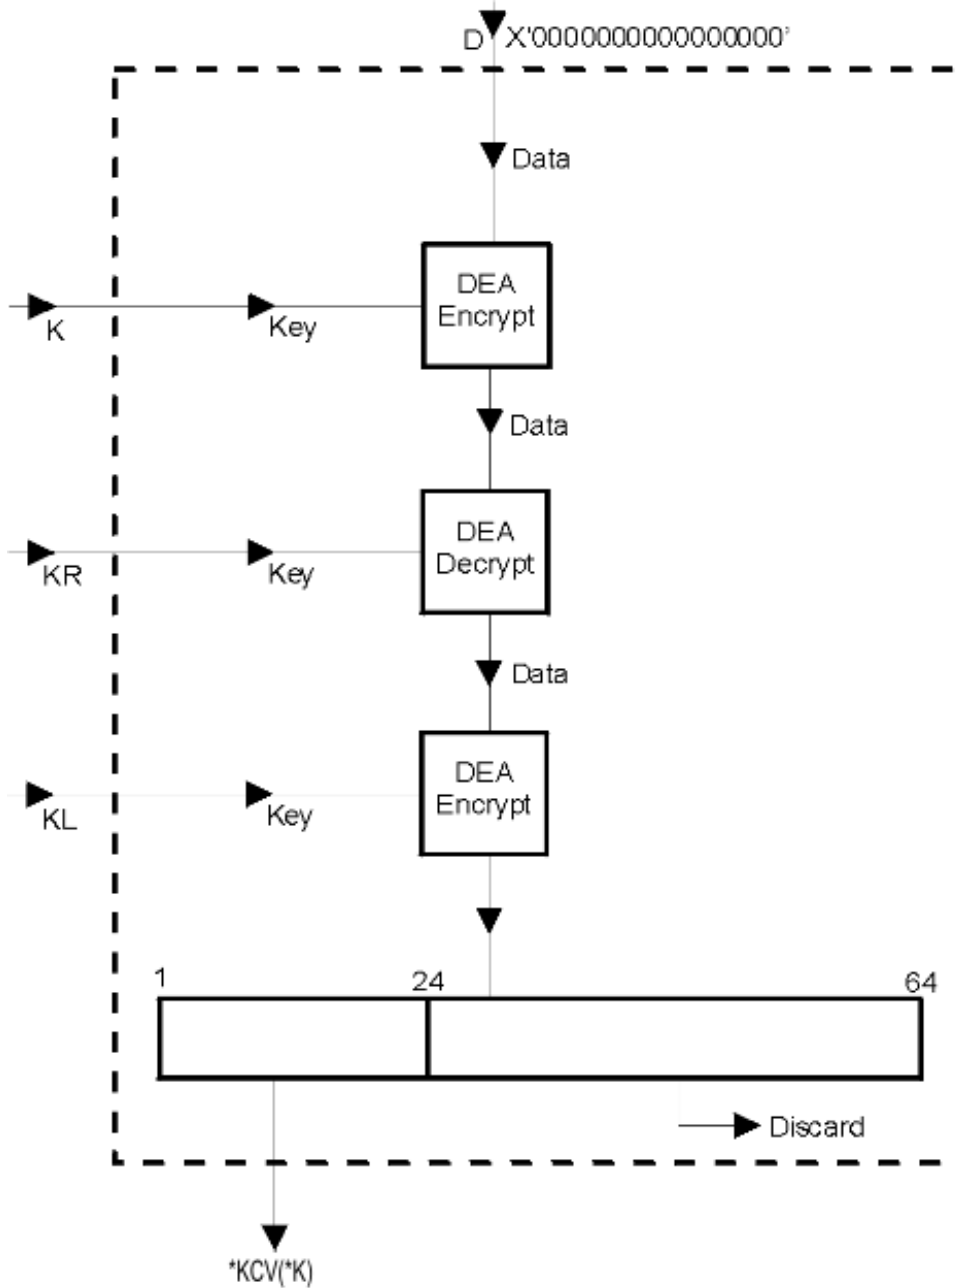 D X'0000000000000000'
Data
DEA
Encrypt
K
Key
Data
DEA
Decrypt
KR
Key
Data
DEA
Encrypt
KL
Key
1 24 64
Discard
*KCV(*K)